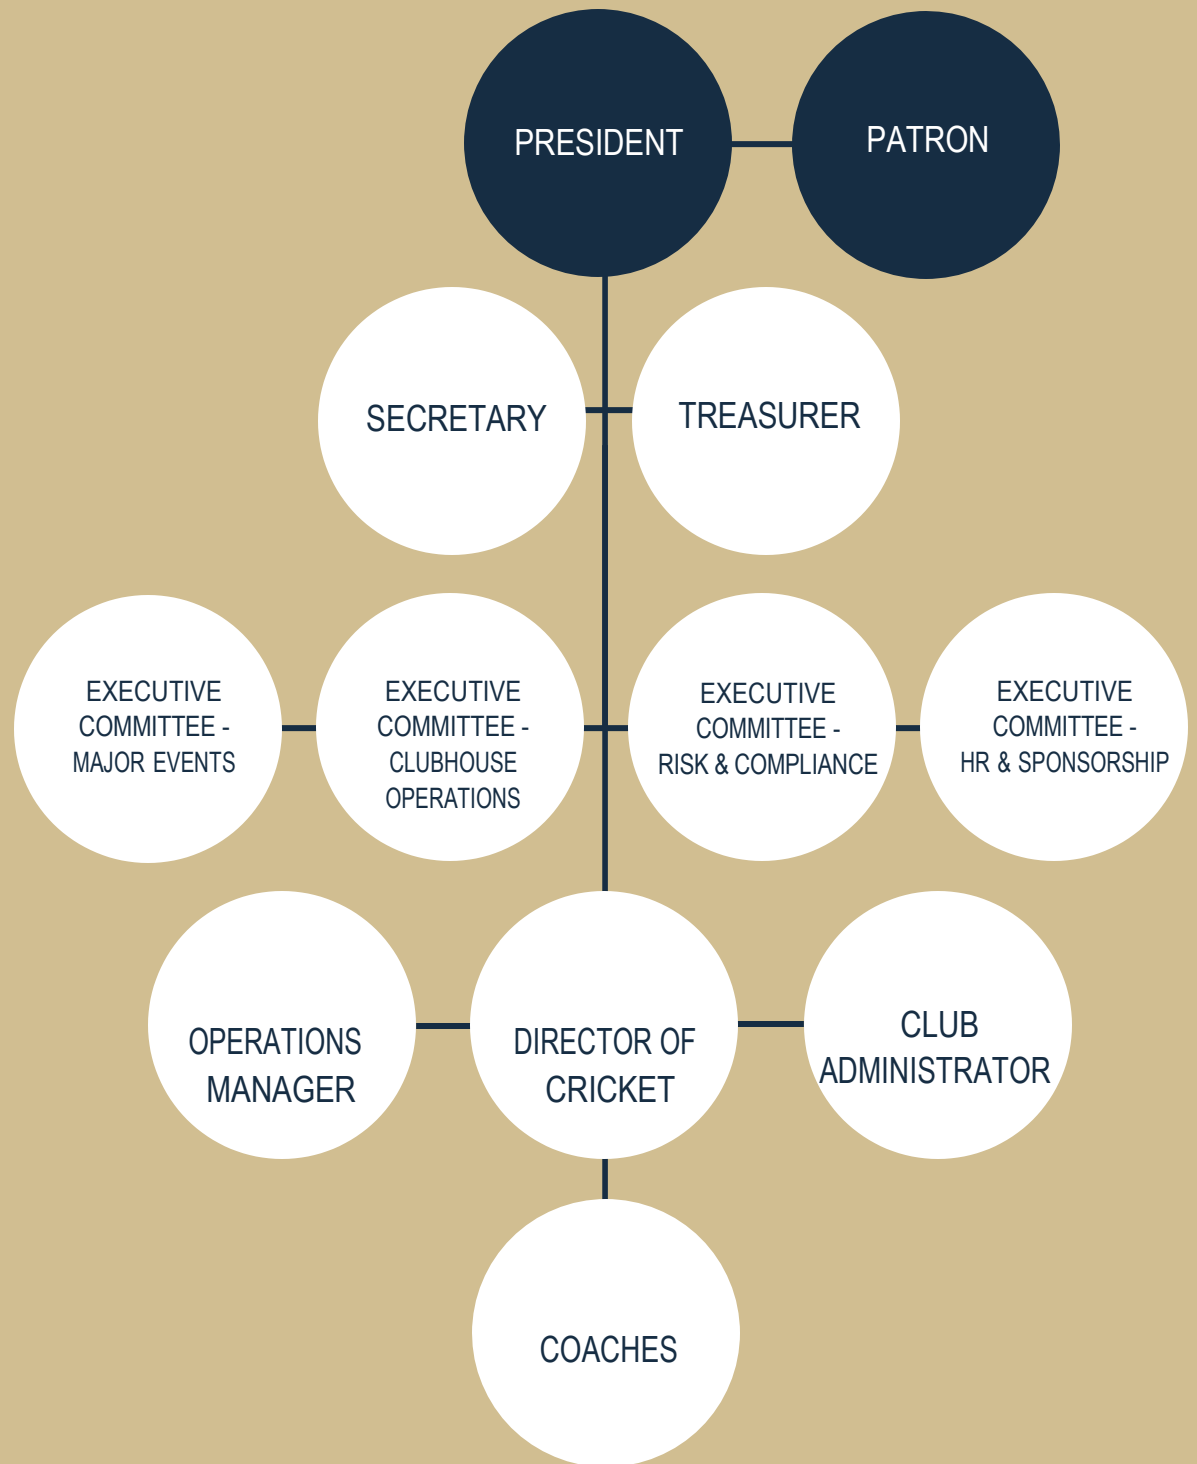 PRESIDENT
PATRON
SECRETARY
TREASURER
EXECUTIVE
COMMITTEE -
MAJOR EVENTS
EXECUTIVE
COMMITTEE -
CLUBHOUSE
OPERATIONS
EXECUTIVE
COMMITTEE -
RISK & COMPLIANCE
EXECUTIVE
COMMITTEE -
HR & SPONSORSHIP
OPERATIONS
MANAGER
DIRECTOR OF
CRICKET
CLUB
ADMINISTRATOR
COACHES